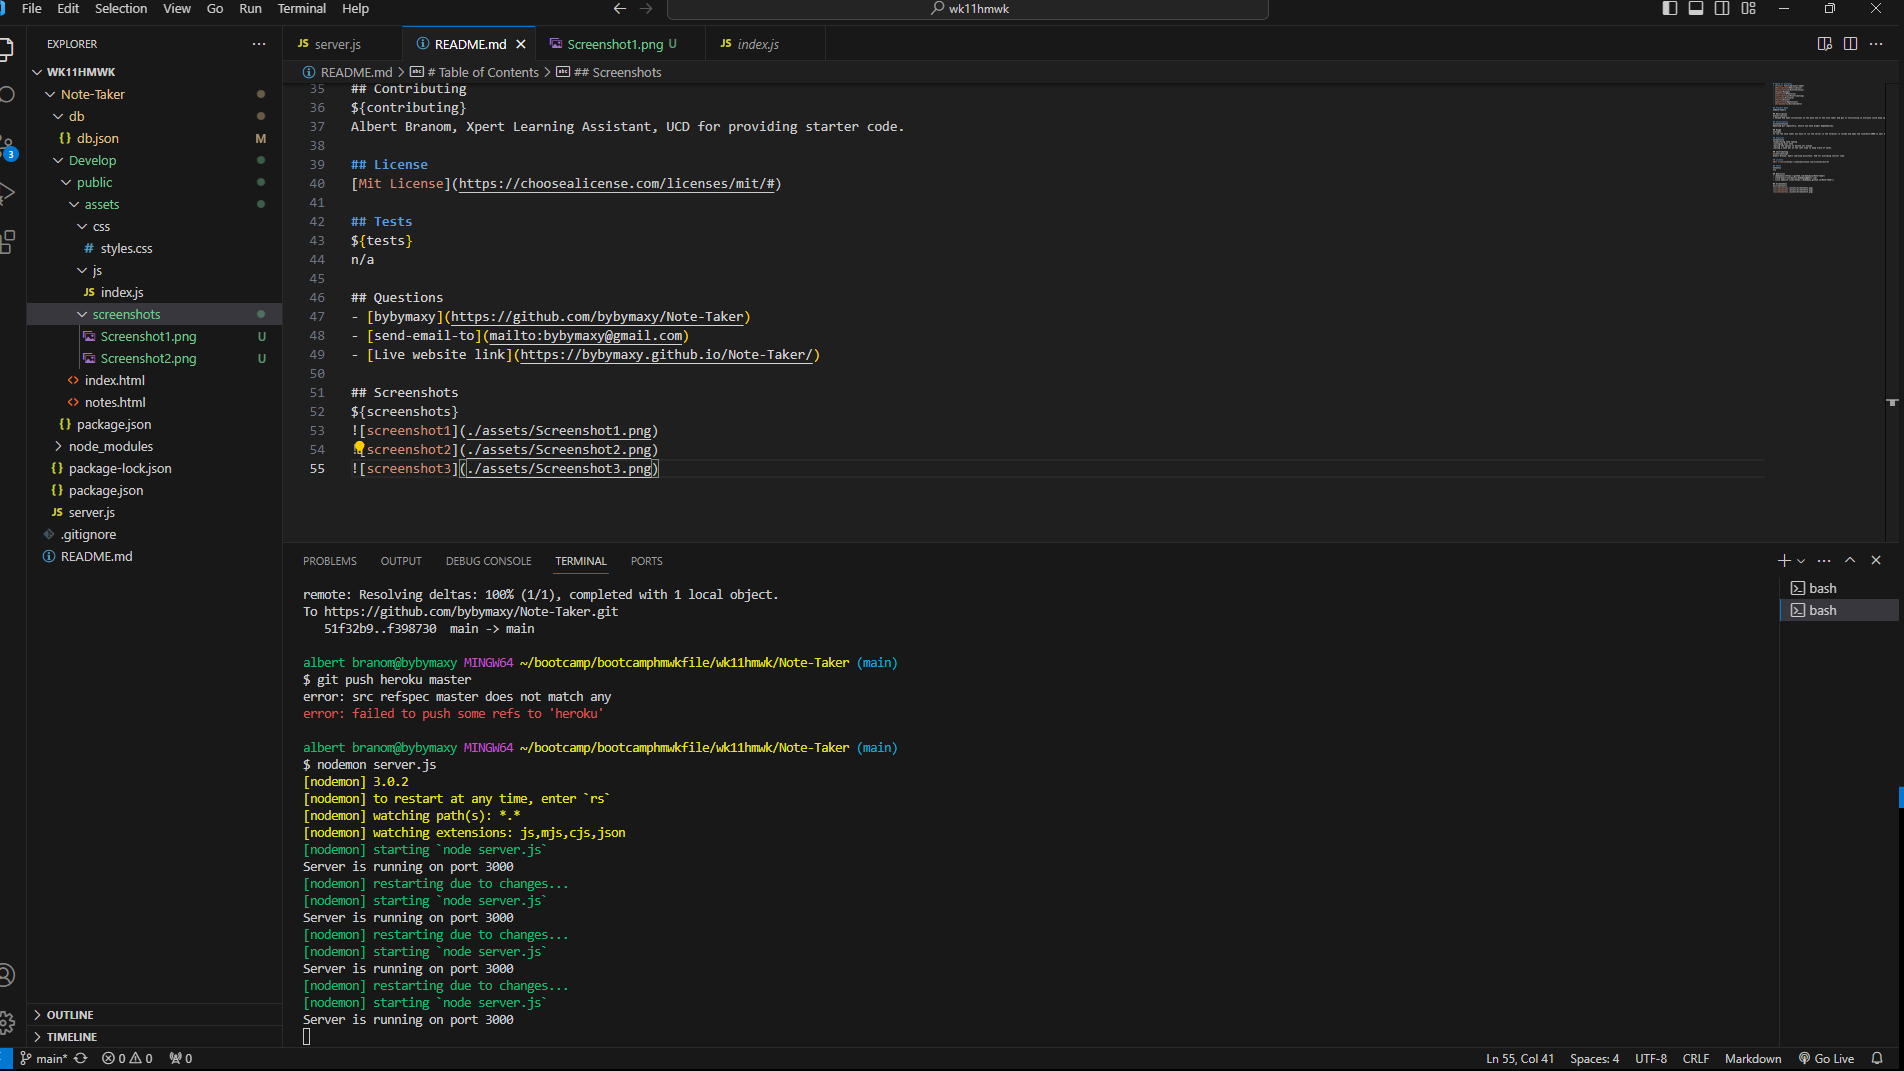 File Edit Selection View Go Run Terminal Help
wk11hmwk
EXPLORER
server.js
README.md
Screenshot1.png U
index.js
README.md > # Table of Contents > ## Screenshots
WK11HMWK
Note-Taker
db
db.json M
Develop
public
assets
css
styles.css
js
index.js
screenshots
Screenshot1.png U
Screenshot2.png U
index.html
notes.html
package.json
node_modules
package-lock.json
package.json
server.js
.gitignore
README.md
OUTLINE
TIMELINE
35 ## Contributing
36 ${contributing}
37 Albert Branom, Xpert Learning Assistant, UCD for providing starter code.
38
39 ## License
40 [Mit License](https://choosealicense.com/licenses/mit/#)
41
42 ## Tests
43 ${tests}
44 n/a
45
46 ## Questions
47 - [bybymaxy](https://github.com/bybymaxy/Note-Taker)
48 - [send-email-to](mailto:bybymaxy@gmail.com)
49 - [Live website link](https://bybymaxy.github.io/Note-Taker/)
50
51 ## Screenshots
52 ${screenshots}
53 ![screenshot1](./assets/Screenshot1.png)
54 ![screenshot2](./assets/Screenshot2.png)
55 ![screenshot3](./assets/Screenshot3.png)
PROBLEMS OUTPUT DEBUG CONSOLE TERMINAL PORTS
bash
bash
remote: Resolving deltas: 100% (1/1), completed with 1 local object.
To https://github.com/bybymaxy/Note-Taker.git
51f32b9..f398730 main -> main
albert branom@bybymaxy MINGW64 ~/bootcamp/bootcamphmwkfile/wk11hmwk/Note-Taker (main)
$ git push heroku master
error: src refspec master does not match any
error: failed to push some refs to 'heroku'
albert branom@bybymaxy MINGW64 ~/bootcamp/bootcamphmwkfile/wk11hmwk/Note-Taker (main)
$ nodemon server.js
[nodemon] 3.0.2
[nodemon] to restart at any time, enter `rs`
[nodemon] watching path(s): *.*
[nodemon] watching extensions: js,mjs,cjs,json
[nodemon] starting `node server.js`
Server is running on port 3000
[nodemon] restarting due to changes...
[nodemon] starting `node server.js`
Server is running on port 3000
[nodemon] restarting due to changes...
[nodemon] starting `node server.js`
Server is running on port 3000
[nodemon] restarting due to changes...
[nodemon] starting `node server.js`
Server is running on port 3000
main* 0 0 0
Ln 55, Col 41 Spaces: 4 UTF-8 CRLF Markdown Go Live